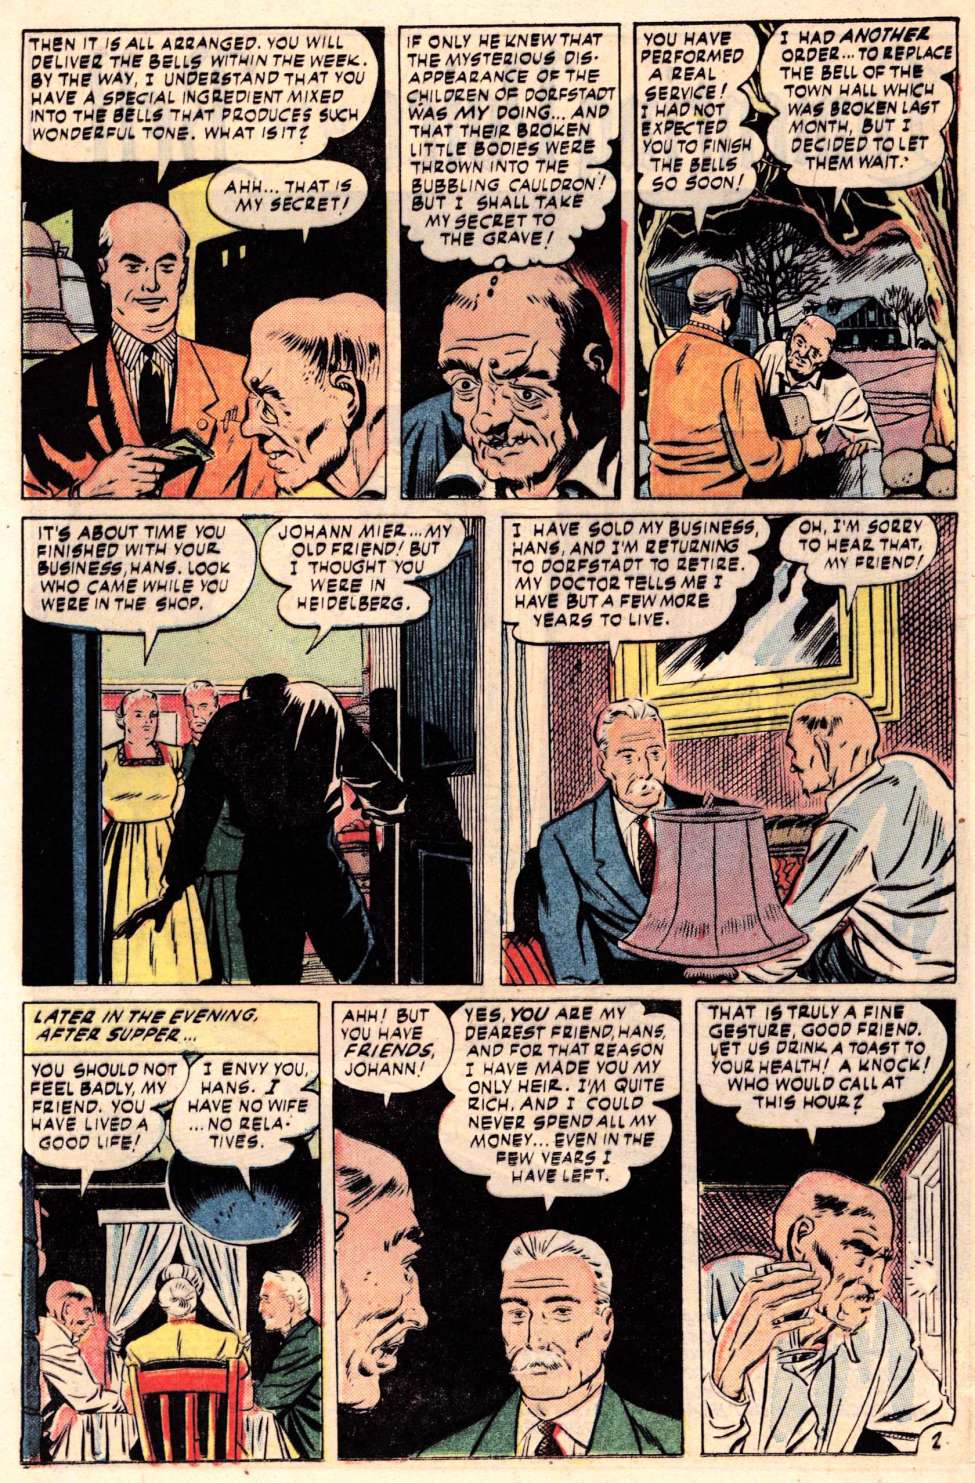 THEN IT IS ALL ARRANGED. YOU WILL
DELIVER THE BELLS WITHIN THE WEEK.
BY THE WAY, I UNDERSTAND THAT YOU
HAVE A SPECIAL INGREDIENT MIXED
INTO THE BELLS THAT PRODUCES SUCH
WONDERFUL TONE. WHAT IS IT?
AHH... THAT IS
MY SECRET!
IF ONLY HE KNEW THAT
THE MYSTERIOUS DIS-
APPEARANCE OF THE
CHILDREN OF DORFSTADT
WAS MY DOING... AND
THAT THEIR BROKEN
LITTLE BODIES WERE
THROWN INTO THE
BUBBLING CAULDRON!
BUT I SHALL TAKE
MY SECRET TO
THE GRAVE!
YOU HAVE
PERFORMED
A REAL
SERVICE!
I HAD NOT
EXPECTED
YOU TO FINISH
THE BELLS
SO SOON!
I HAD ANOTHER
ORDER... TO REPLACE
THE BELL OF THE
TOWN HALL WHICH
WAS BROKEN LAST
MONTH, BUT I
DECIDED TO LET
THEM WAIT.
IT'S ABOUT TIME YOU
FINISHED WITH YOUR
BUSINESS, HANS. LOOK
WHO CAME WHILE YOU
WERE IN THE SHOP.
JOHANN MIER... MY
OLD FRIEND! BUT
I THOUGHT YOU
WERE IN
HEIDELBERG.
I HAVE SOLD MY BUSINESS,
HANS, AND I'M RETURNING
TO DORFSTADT TO RETIRE.
MY DOCTOR TELLS ME I
HAVE BUT A FEW MORE
YEARS TO LIVE.
OH, I'M SORRY
TO HEAR THAT,
MY FRIEND!
LATER IN THE EVENING,
AFTER SUPPER...
YOU SHOULD NOT
FEEL BADLY, MY
FRIEND. YOU
HAVE LIVED A
GOOD LIFE!
I ENVY YOU,
HANS. I
HAVE NO WIFE
... NO RELA-
TIVES.
AHH! BUT
YOU HAVE
FRIENDS,
JOHANN!
YES, YOU ARE MY
DEAREST FRIEND, HANS,
AND FOR THAT REASON
I HAVE MADE YOU MY
ONLY HEIR. I'M QUITE
RICH, AND I COULD
NEVER SPEND ALL MY
MONEY... EVEN IN THE
FEW YEARS I
HAVE LEFT.
THAT IS TRULY A FINE
GESTURE, GOOD FRIEND.
LET US DRINK A TOAST TO
YOUR HEALTH! A KNOCK!
WHO WOULD CALL AT
THIS HOUR?
2